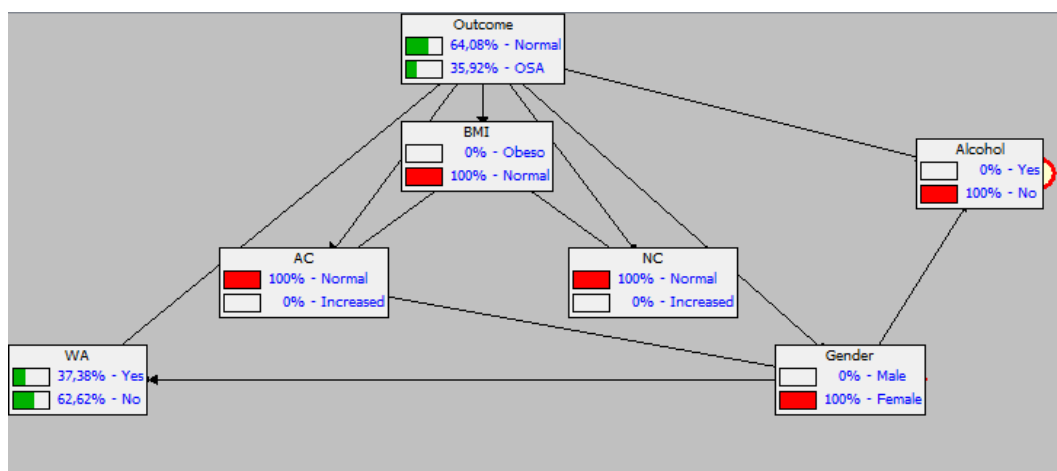 Outcome
64,08% - Normal
35,92% - OSA
BMI
0% - Obeso
100% - Normal
Alcohol
0% - Yes
100% - No
AC
100% - Normal
0% - Increased
NC
100% - Normal
0% - Increased
WA
37,38% - Yes
62,62% - No
Gender
0% - Male
100% - Female